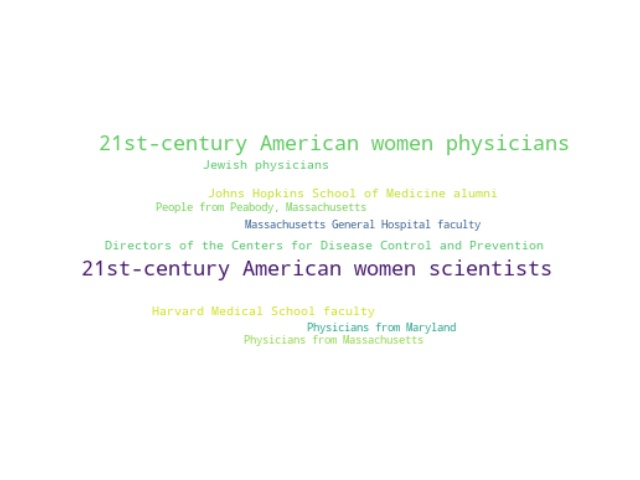 21st-century American women physicians
Jewish physicians
Johns Hopkins School of Medicine alumni
People from Peabody, Massachusetts
Massachusetts General Hospital faculty
Directors of the Centers for Disease Control and Prevention
21st-century American women scientists
Harvard Medical School faculty
Physicians from Maryland
Physicians from Massachusetts